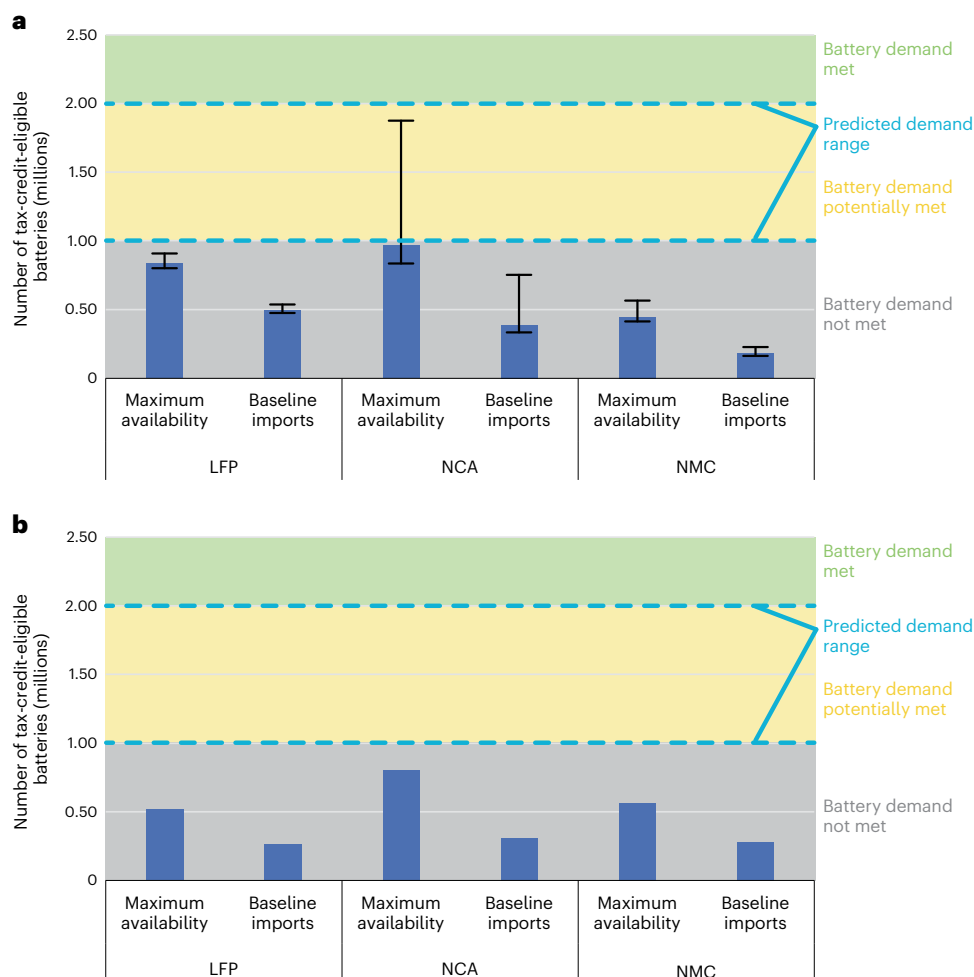 a
Number of tax-credit-eligible
batteries (millions)
2.50
2.00
1.50
1.00
0.50
0
Battery demand
met
Predicted demand
range
Battery demand
potentially met
Battery demand
not met
Maximum
availability
Baseline
imports
Maximum
availability
Baseline
imports
Maximum
availability
Baseline
imports
LFP
NCA
NMC
b
Number of tax-credit-eligible
batteries (millions)
2.50
2.00
1.50
1.00
0.50
0
Battery demand
met
Predicted demand
range
Battery demand
potentially met
Battery demand
not met
Maximum
availability
Baseline
imports
Maximum
availability
Baseline
imports
Maximum
availability
Baseline
imports
LFP
NCA
NMC